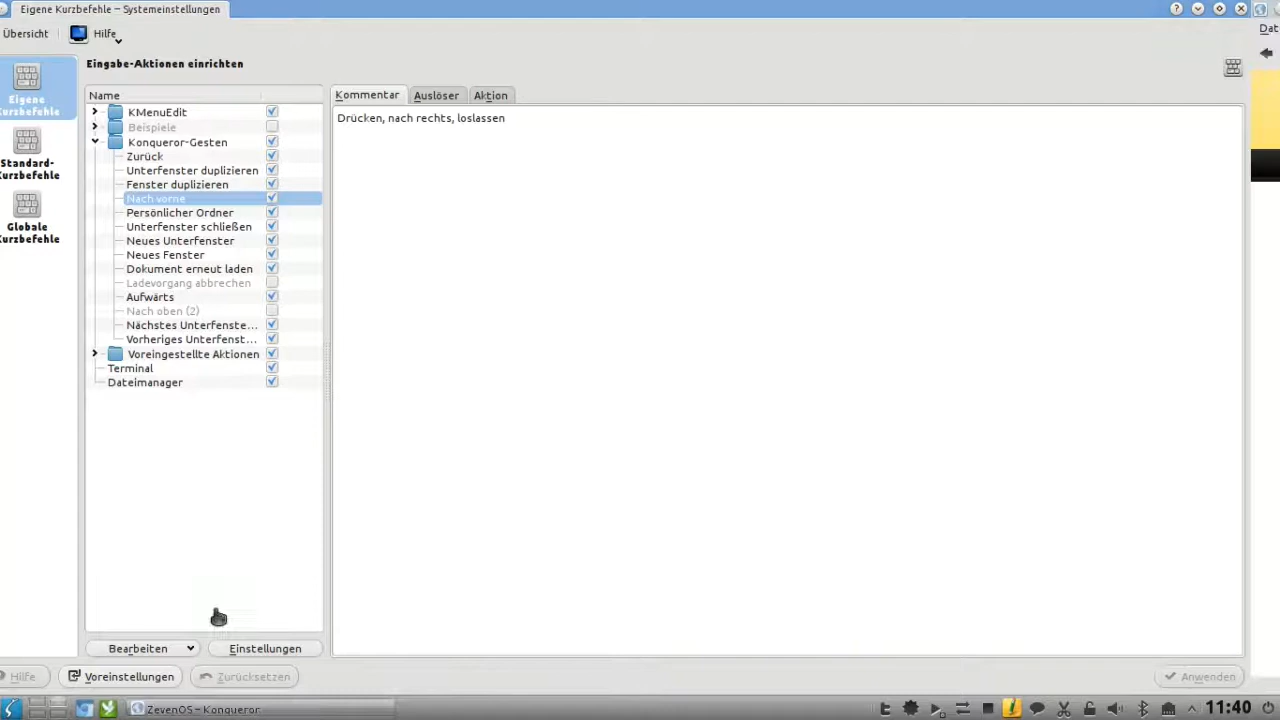 Eigene Kurzbefehle – Systemeinstellungen
Übersicht
Hilfe
Dat
Eingabe-Aktionen einrichten
Eigene
Kurzbefehle
Standard-
Kurzbefehle
Globale
Kurzbefehle
Name
KMenuEdit
Beispiele
Konqueror-Gesten
Zurück
Unterfenster duplizieren
Fenster duplizieren
Nach vorne
Persönlicher Ordner
Unterfenster schließen
Neues Unterfenster
Neues Fenster
Dokument erneut laden
Ladevorgang abbrechen
Aufwärts
Nach oben (2)
Nächstes Unterfenste...
Vorheriges Unterfenst...
Voreingestellte Aktionen
Terminal
Dateimanager
Kommentar Auslöser Aktion
Drücken, nach rechts, loslassen
Bearbeiten Einstellungen
Hilfe Voreinstellungen Zurücksetzen Anwenden
ZevenOS – Konqueror
11:40